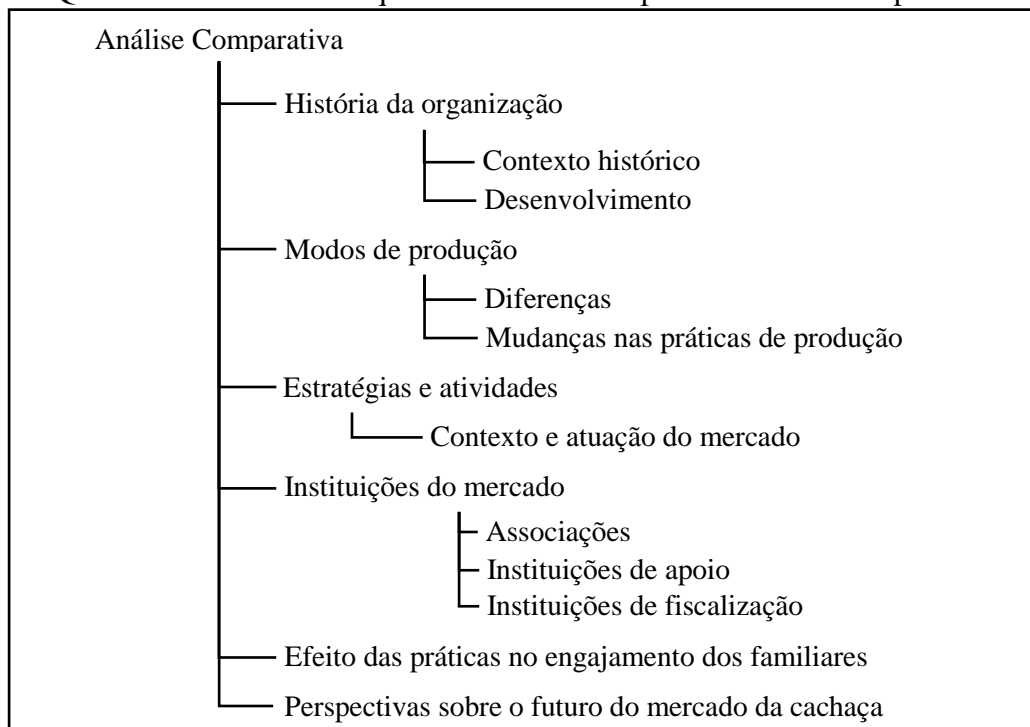 Análise Comparativa
História da organização
Contexto histórico
Desenvolvimento
Modos de produção
Diferenças
Mudanças nas práticas de produção
Estratégias e atividades
Contexto e atuação do mercado
Instituições do mercado
Associações
Instituições de apoio
Instituições de fiscalização
Efeito das práticas no engajamento dos familiares
Perspectivas sobre o futuro do mercado da cachaça